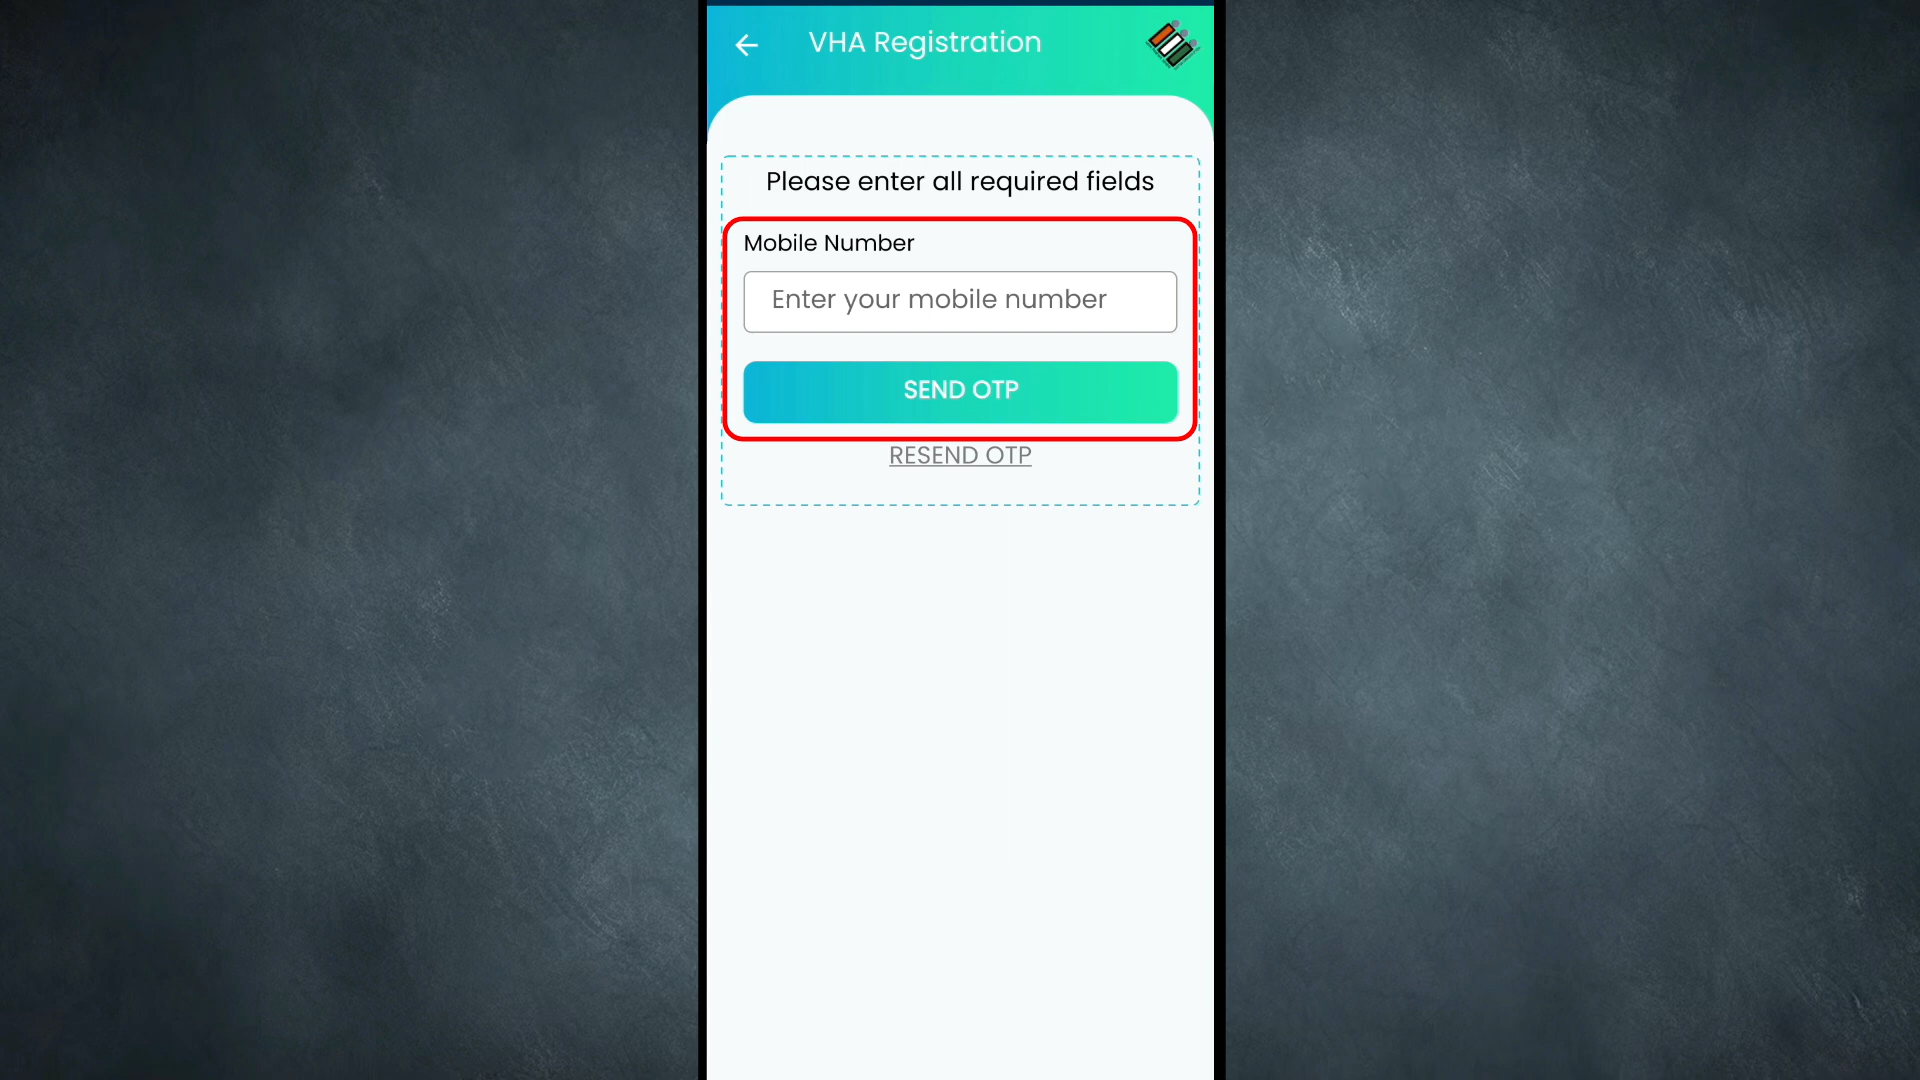 VHA Registration
Please enter all required fields
Mobile Number
Enter your mobile number
SEND OTP
RESEND OTP